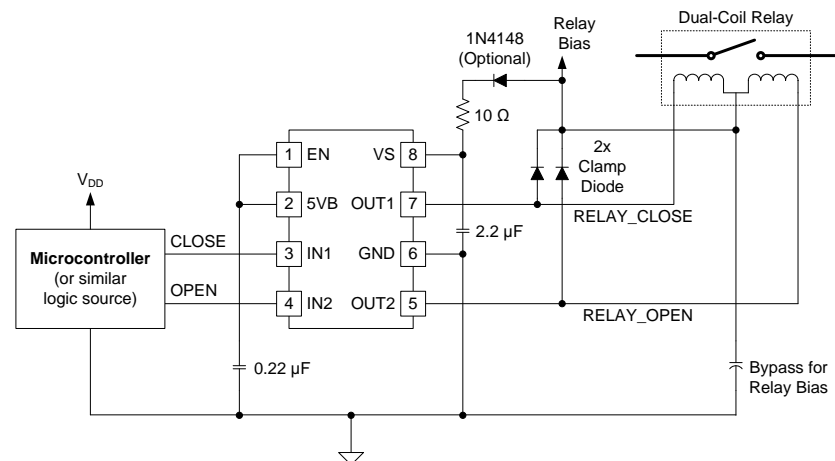 Dual-Coil Relay
Relay
Bias
1N4148
(Optional)
10 Ω
1 EN VS 8
2x
Clamp
Diode
V_DD
2 5VB OUT1 7
RELAY_CLOSE
CLOSE
3 IN1 GND 6
2.2 µF
Microcontroller
(or similar
logic source)
OPEN
4 IN2 OUT2 5
RELAY_OPEN
0.22 µF
Bypass for
Relay Bias